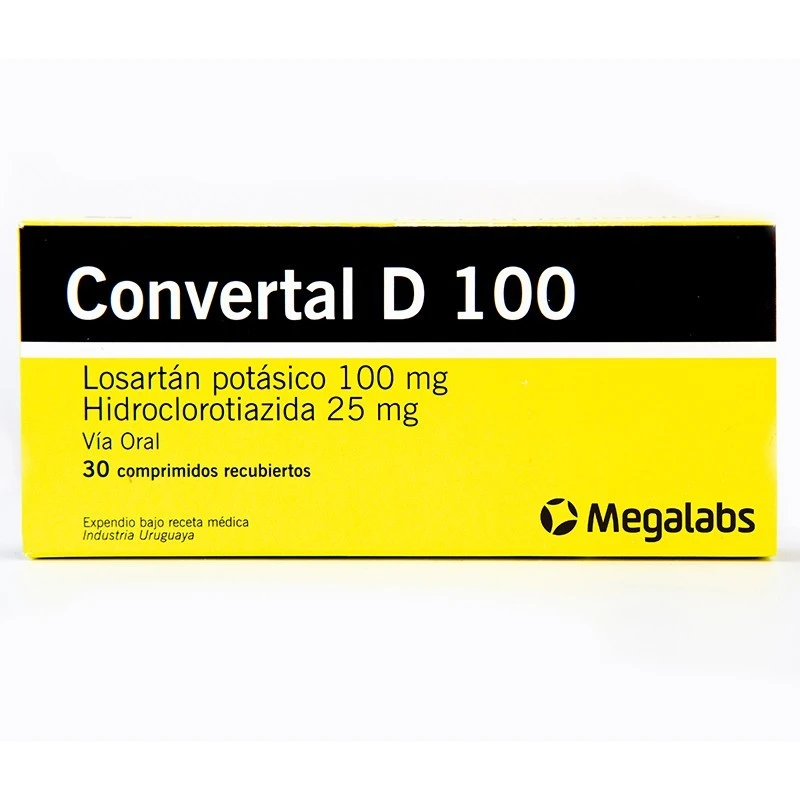 Convertal D 100
Losartán potásico 100 mg
Hidroclorotiazida 25 mg
Vía Oral
30 comprimidos recubiertos
Expendio bajo receta médica
Industria Uruguaya
Megalabs